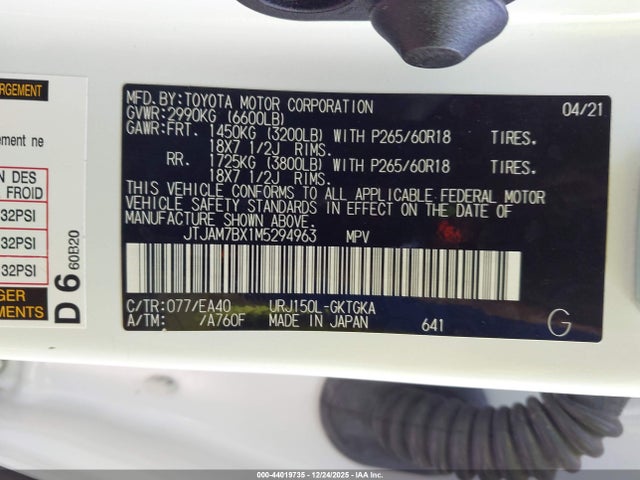 RGEMENT
ement ne
N DES
FROID
32PSI
32PSI
32PSI
GER
EMENTS
D 6 60B20
MFD.BY:TOYOTA MOTOR CORPORATION 04/21
GVWR:2990KG (6600LB)
GAWR:FRT. 1450KG (3200LB) WITH P265/60R18 TIRES.
18X7 1/2J RIMS.
RR. 1725KG (3800LB) WITH P265/60R18 TIRES.
18X7 1/2J RIMS.
THIS VEHICLE CONFORMS TO ALL APPLICABLE FEDERAL MOTOR
VEHICLE SAFETY STANDARDS IN EFFECT ON THE DATE OF
MANUFACTURE SHOWN ABOVE.
JTJAM7BX1M5294963 MPV
C/TR:077/EA40 URJ150L-GKTGKA
A/TM: /A760F MADE IN JAPAN 641 G
000-44019735 - 12/24/2025 - IAA Inc.